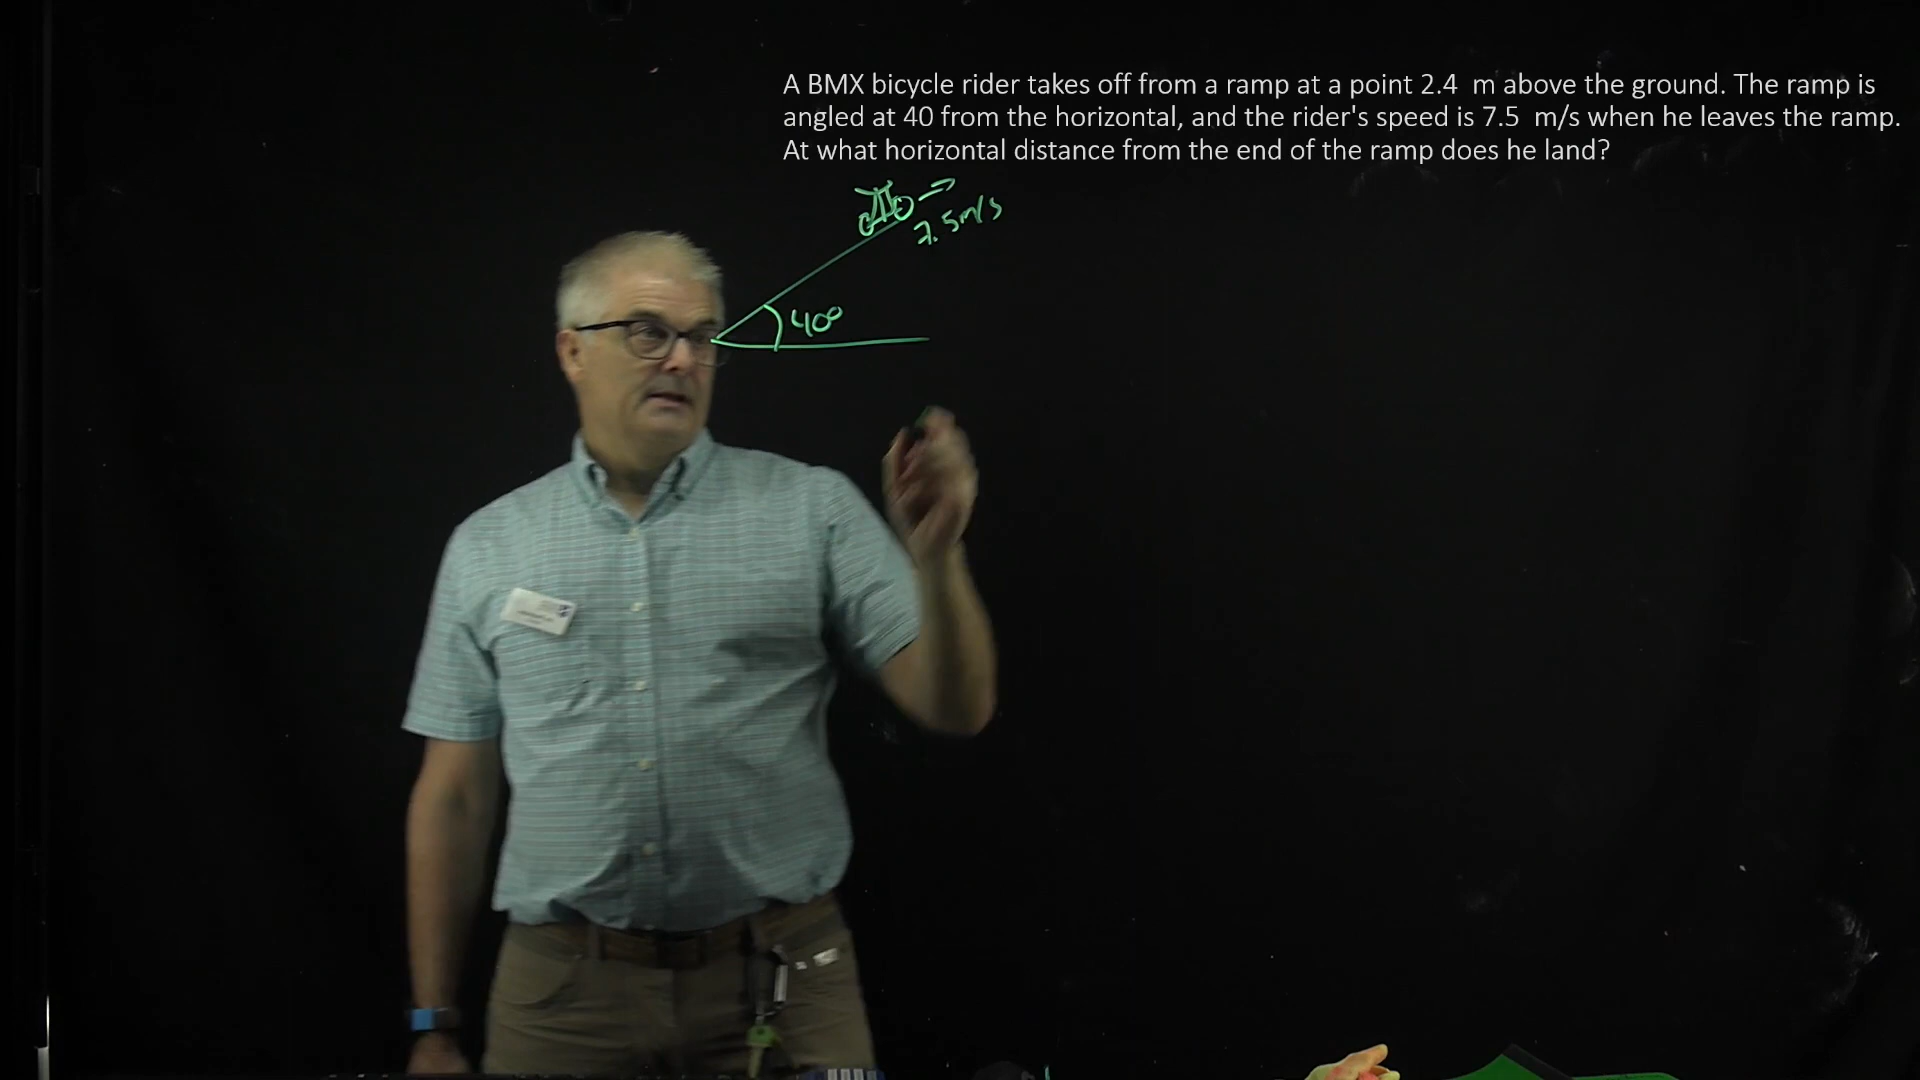 A BMX bicycle rider takes off from a ramp at a point 2.4 m above the ground. The ramp is
angled at 40 from the horizontal, and the rider's speed is 7.5 m/s when he leaves the ramp.
At what horizontal distance from the end of the ramp does he land?
7.5m/s
40°